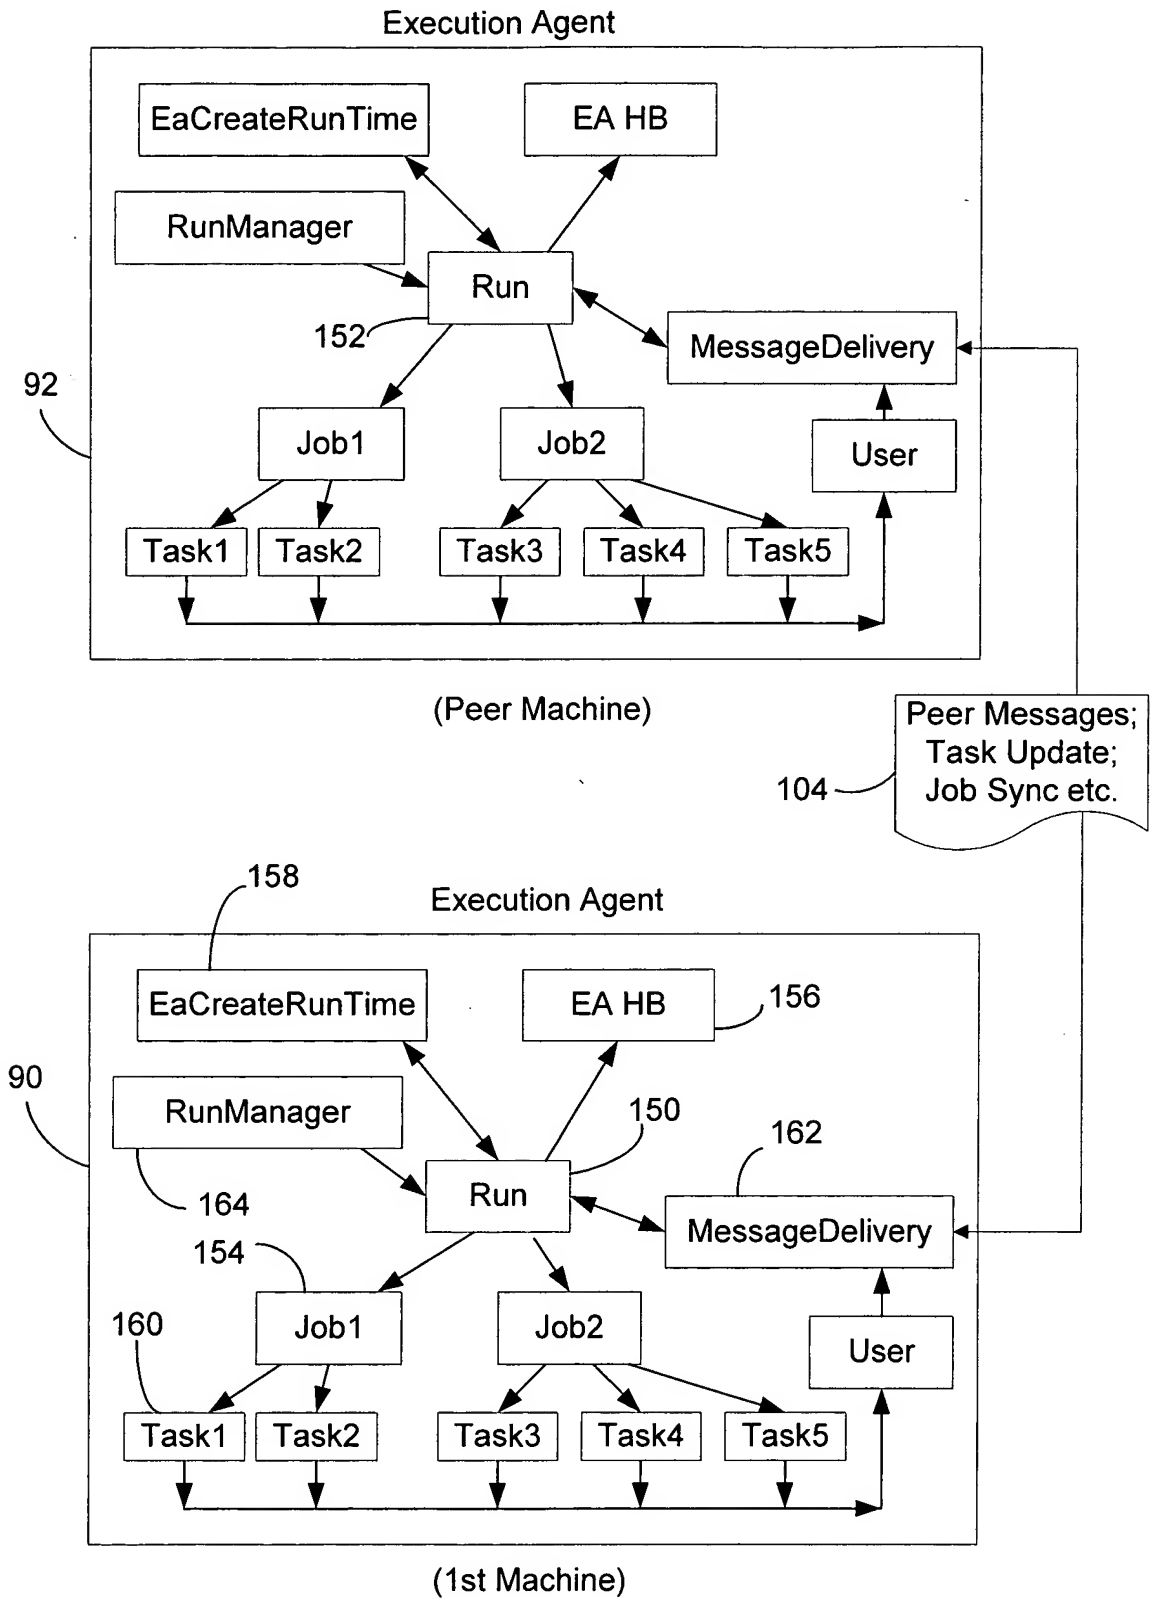 Execution Agent
EaCreateRunTime
EA HB
RunManager
Run
152
MessageDelivery
92
Job1
Job2
User
Task1
Task2
Task3
Task4
Task5
(Peer Machine)
Peer Messages;
Task Update;
Job Sync etc.
104
158
Execution Agent
EaCreateRunTime
EA HB
156
90
RunManager
150
162
164
Run
MessageDelivery
154
160
Job1
Job2
User
Task1
Task2
Task3
Task4
Task5
(1st Machine)